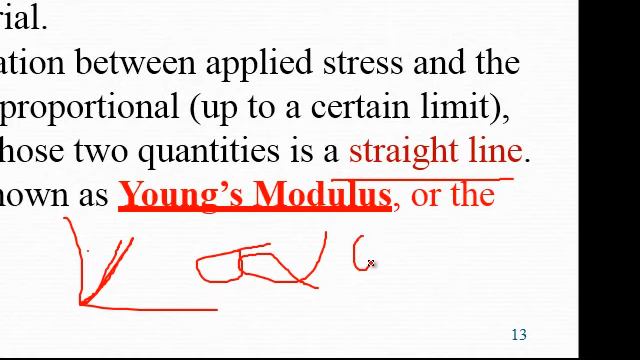 rial.
ation between applied stress and the
proportional (up to a certain limit),
hose two quantities is a straight line.
nown as Young's Modulus, or the
13